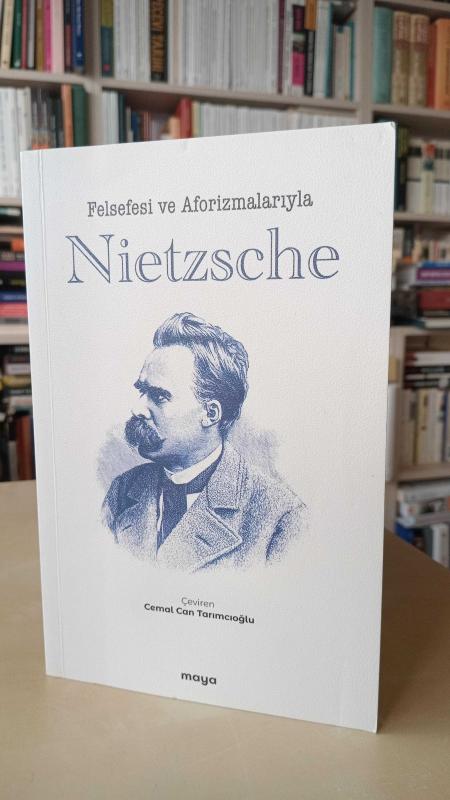 Felsefesi ve Aforizmalarıyla
Nietzsche
Çeviren
Cemal Can Tarımcıoğlu
maya